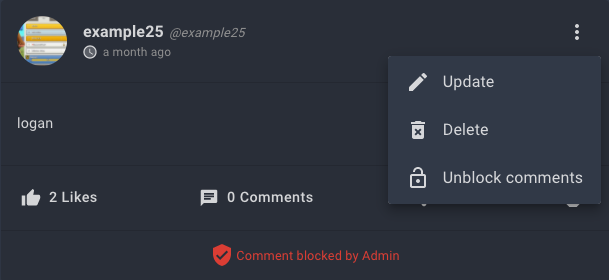 example25 @example25
a month ago
Update
logan
Delete
Unblock comments
2 Likes
0 Comments
Comment blocked by Admin